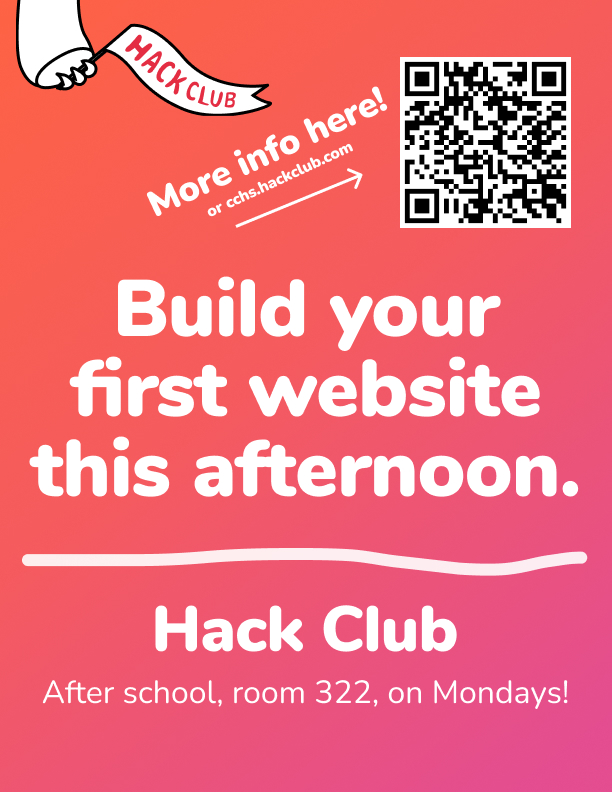 HACK CLUB
More info here!
or cchs.hackclub.com
Build your
first website
this afternoon.
Hack Club
After school, room 322, on Mondays!